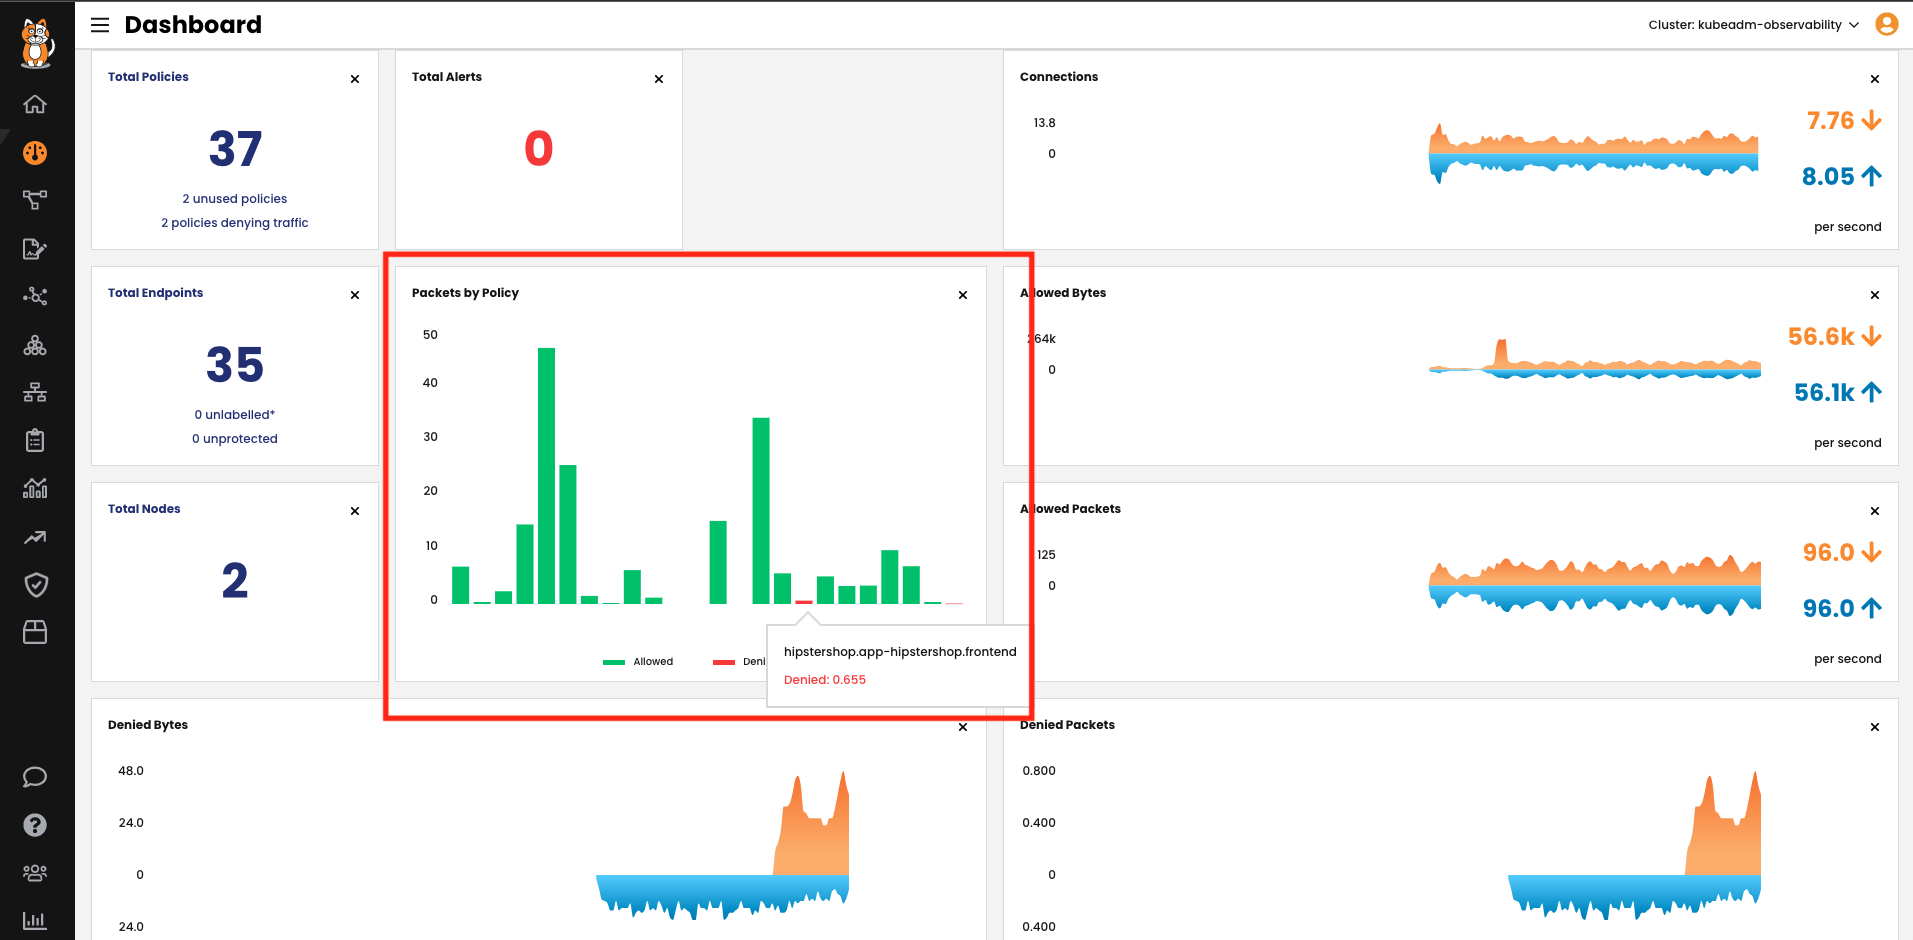 Dashboard
Cluster: kubeadm-observability
Total Policies
37
2 unused policies
2 policies denying traffic
Total Alerts
0
Connections
13.8
0
7.76
8.05
per second
Total Endpoints
35
0 unlabelled*
0 unprotected
Packets by Policy
50
40
30
20
10
0
Allowed
Deni
hipstershop.app-hipstershop.frontend
Denied: 0.655
Allowed Bytes
264k
0
56.6k
56.1k
per second
Total Nodes
2
Allowed Packets
125
0
96.0
96.0
per second
Denied Bytes
48.0
24.0
0
24.0
Denied Packets
0.800
0.400
0
0.400